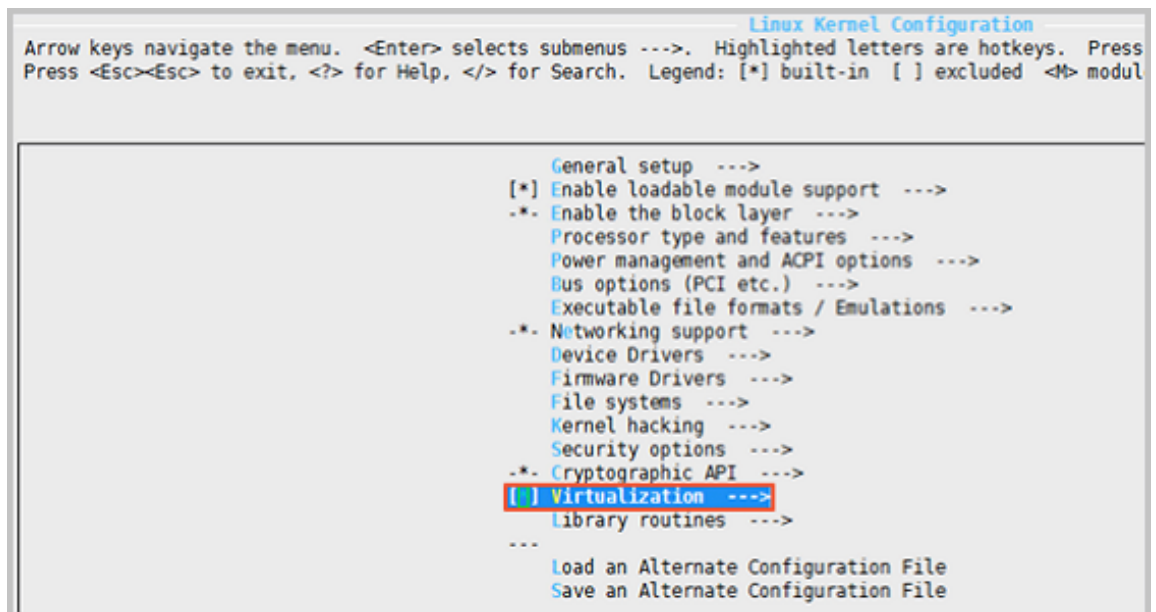 Linux Kernel Configuration
Arrow keys navigate the menu.  <Enter> selects submenus --->.  Highlighted letters are hotkeys.  Press
Press <Esc><Esc> to exit, <?> for Help, </> for Search.  Legend: [*] built-in  [ ] excluded  <M> modul
General setup  --->
[*] Enable loadable module support  --->
-*- Enable the block layer  --->
Processor type and features  --->
Power management and ACPI options  --->
Bus options (PCI etc.)  --->
Executable file formats / Emulations  --->
-*- Networking support  --->
Device Drivers  --->
Firmware Drivers  --->
File systems  --->
Kernel hacking  --->
Security options  --->
-*- Cryptographic API  --->
[*] Virtualization  --->
Library routines  --->
---
Load an Alternate Configuration File
Save an Alternate Configuration File